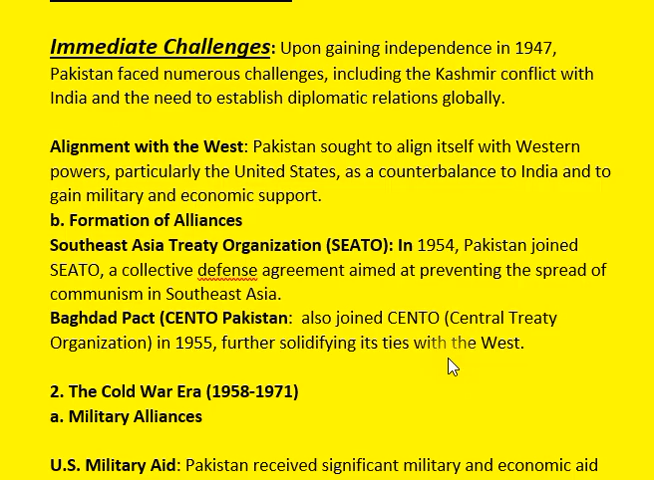 Immediate Challenges: Upon gaining independence in 1947,
Pakistan faced numerous challenges, including the Kashmir conflict with
India and the need to establish diplomatic relations globally.
Alignment with the West: Pakistan sought to align itself with Western
powers, particularly the United States, as a counterbalance to India and to
gain military and economic support.
b. Formation of Alliances
Southeast Asia Treaty Organization (SEATO): In 1954, Pakistan joined
SEATO, a collective defense agreement aimed at preventing the spread of
communism in Southeast Asia.
Baghdad Pact (CENTO Pakistan:  also joined CENTO (Central Treaty
Organization) in 1955, further solidifying its ties with the West.
2. The Cold War Era (1958-1971)
a. Military Alliances
U.S. Military Aid: Pakistan received significant military and economic aid